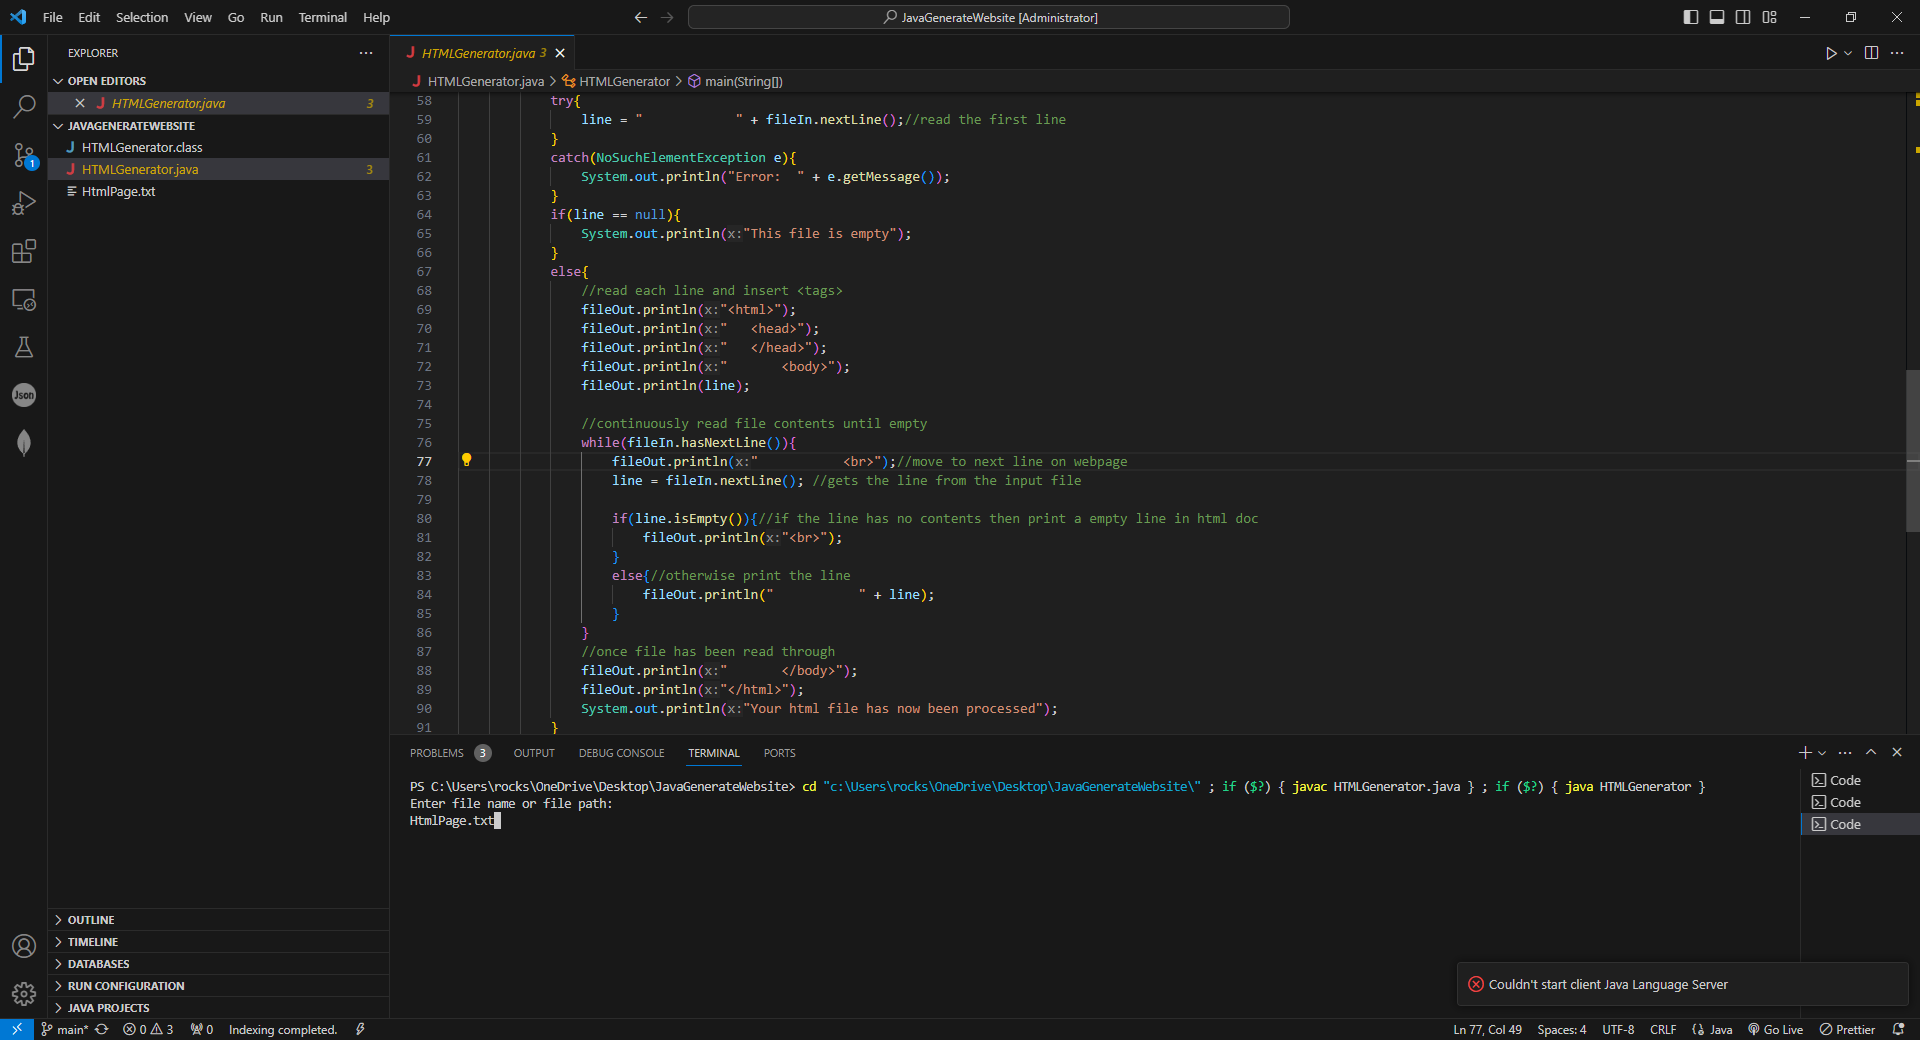 File Edit Selection View Go Run Terminal Help
JavaGenerateWebsite [Administrator]
EXPLORER
OPEN EDITORS
HTMLGenerator.java 3
JAVAGENERATEWEBSITE
HTMLGenerator.class
HTMLGenerator.java 3
HtmlPage.txt
OUTLINE
TIMELINE
DATABASES
RUN CONFIGURATION
JAVA PROJECTS
1
Json
HTMLGenerator.java 3
HTMLGenerator.java > HTMLGenerator > main(String[])
58 try{
59 line = "            " + fileIn.nextLine();//read the first line
60 }
61 catch(NoSuchElementException e){
62 System.out.println("Error:  " + e.getMessage());
63 }
64 if(line == null){
65 System.out.println(x:"This file is empty");
66 }
67 else{
68 //read each line and insert <tags>
69 fileOut.println(x:"<html>");
70 fileOut.println(x:"   <head>");
71 fileOut.println(x:"   </head>");
72 fileOut.println(x:"       <body>");
73 fileOut.println(line);
74
75 //continuously read file contents until empty
76 while(fileIn.hasNextLine()){
77 fileOut.println(x:"           <br>");//move to next line on webpage
78 line = fileIn.nextLine(); //gets the line from the input file
79
80 if(line.isEmpty()){//if the line has no contents then print a empty line in html doc
81 fileOut.println(x:"<br>");
82 }
83 else{//otherwise print the line
84 fileOut.println("           " + line);
85 }
86 }
87 //once file has been read through
88 fileOut.println(x:"       </body>");
89 fileOut.println(x:"</html>");
90 System.out.println(x:"Your html file has now been processed");
91 }
PROBLEMS 3 OUTPUT DEBUG CONSOLE TERMINAL PORTS
PS C:\Users\rocks\OneDrive\Desktop\JavaGenerateWebsite> cd "c:\Users\rocks\OneDrive\Desktop\JavaGenerateWebsite\" ; if ($?) { javac HTMLGenerator.java } ; if ($?) { java HTMLGenerator }
Enter file name or file path:
HtmlPage.txt
Code
Code
Code
Couldn't start client Java Language Server
main* 0 3 0 Indexing completed. Ln 77, Col 49 Spaces: 4 UTF-8 CRLF Java Go Live Prettier